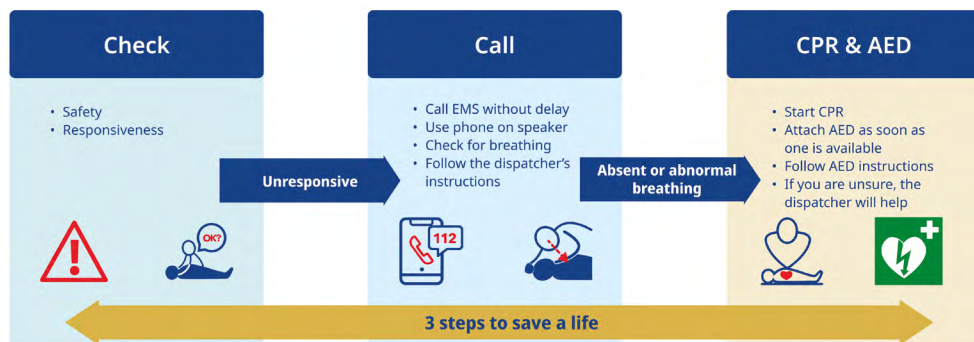 Check
• Safety
• Responsiveness
OK?
Unresponsive
Call
• Call EMS without delay
• Use phone on speaker
• Check for breathing
• Follow the dispatcher's
instructions
112
Absent or abnormal
breathing
CPR & AED
• Start CPR
• Attach AED as soon as
one is available
• Follow AED instructions
• If you are unsure, the
dispatcher will help
3 steps to save a life